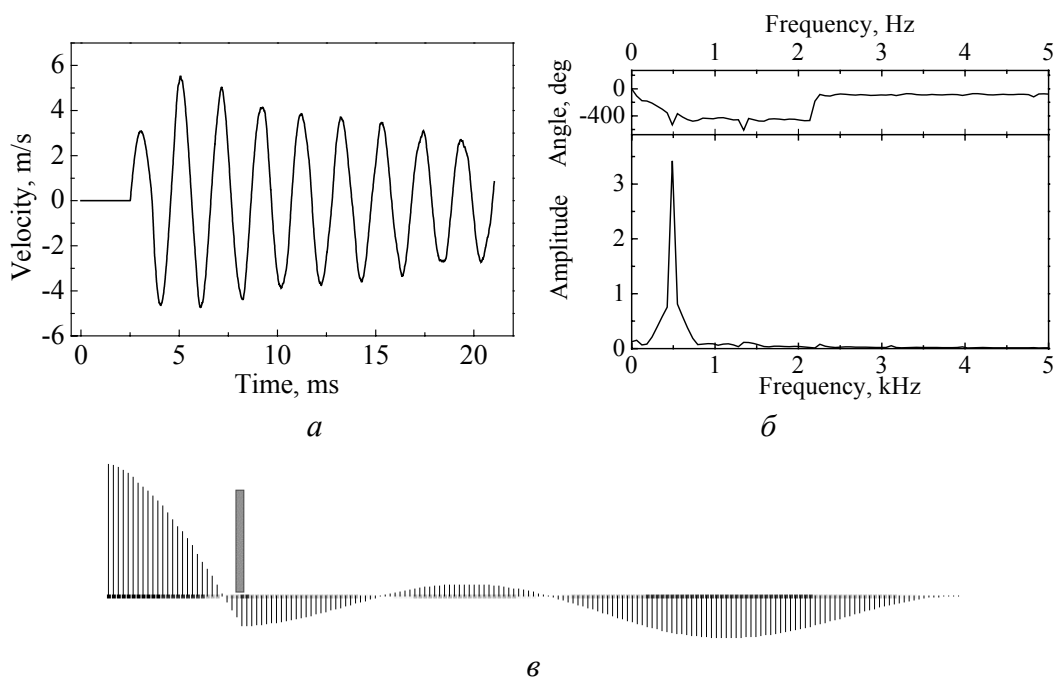 6
4
2
0
-2
-4
-6
Velocity, m/s
0 5 10 15 20
Time, ms
а
Frequency, Hz
0 1 2 3 4 5
0
-400
Angle, deg
3
2
1
0
Amplitude
0 1 2 3 4 5
Frequency, kHz
б
в